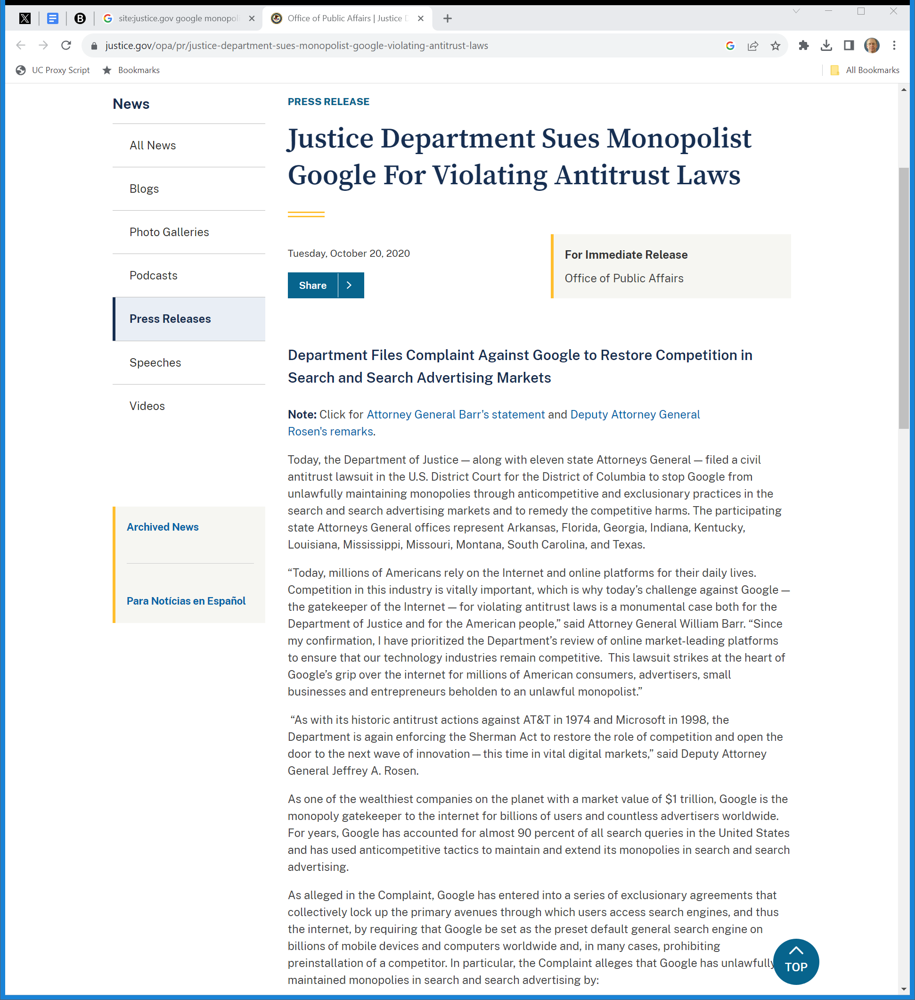 site:justice.gov google monopol
Office of Public Affairs | Justice
justice.gov/opa/pr/justice-department-sues-monopolist-google-violating-antitrust-laws
UC Proxy Script
Bookmarks
All Bookmarks
News
All News
Blogs
Photo Galleries
Podcasts
Press Releases
Speeches
Videos
Archived News
Para Notícias en Español
PRESS RELEASE
Justice Department Sues Monopolist
Google For Violating Antitrust Laws
Tuesday, October 20, 2020
Share
For Immediate Release
Office of Public Affairs
Department Files Complaint Against Google to Restore Competition in
Search and Search Advertising Markets
Note: Click for Attorney General Barr's statement and Deputy Attorney General
Rosen's remarks.
Today, the Department of Justice — along with eleven state Attorneys General — filed a civil
antitrust lawsuit in the U.S. District Court for the District of Columbia to stop Google from
unlawfully maintaining monopolies through anticompetitive and exclusionary practices in the
search and search advertising markets and to remedy the competitive harms. The participating
state Attorneys General offices represent Arkansas, Florida, Georgia, Indiana, Kentucky,
Louisiana, Mississippi, Missouri, Montana, South Carolina, and Texas.
“Today, millions of Americans rely on the Internet and online platforms for their daily lives.
Competition in this industry is vitally important, which is why today’s challenge against Google —
the gatekeeper of the Internet — for violating antitrust laws is a monumental case both for the
Department of Justice and for the American people,” said Attorney General William Barr. “Since
my confirmation, I have prioritized the Department’s review of online market-leading platforms
to ensure that our technology industries remain competitive.  This lawsuit strikes at the heart of
Google’s grip over the internet for millions of American consumers, advertisers, small
businesses and entrepreneurs beholden to an unlawful monopolist.”
“As with its historic antitrust actions against AT&T in 1974 and Microsoft in 1998, the
Department is again enforcing the Sherman Act to restore the role of competition and open the
door to the next wave of innovation — this time in vital digital markets,” said Deputy Attorney
General Jeffrey A. Rosen.
As one of the wealthiest companies on the planet with a market value of $1 trillion, Google is the
monopoly gatekeeper to the internet for billions of users and countless advertisers worldwide.
For years, Google has accounted for almost 90 percent of all search queries in the United States
and has used anticompetitive tactics to maintain and extend its monopolies in search and search
advertising.
As alleged in the Complaint, Google has entered into a series of exclusionary agreements that
collectively lock up the primary avenues through which users access search engines, and thus
the internet, by requiring that Google be set as the preset default general search engine on
billions of mobile devices and computers worldwide and, in many cases, prohibiting
preinstallation of a competitor. In particular, the Complaint alleges that Google has unlawfully
maintained monopolies in search and search advertising by:
TOP